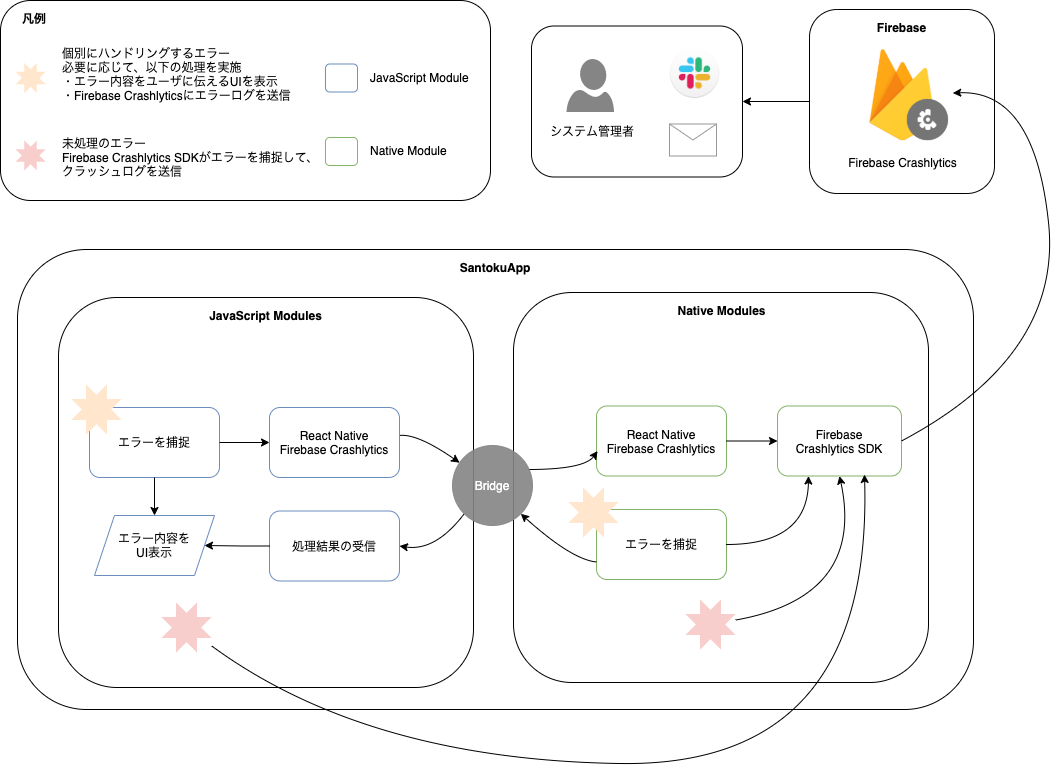 凡例
個別にハンドリングするエラー
必要に応じて、以下の処理を実施
・エラー内容をユーザに伝えるUIを表示
・Firebase Crashlyticsにエラーログを送信
JavaScript Module
未処理のエラー
Firebase Crashlytics SDKがエラーを捕捉して、
クラッシュログを送信
Native Module
システム管理者
Firebase
Firebase Crashlytics
SantokuApp
JavaScript Modules
エラーを捕捉
React Native
Firebase Crashlytics
エラー内容を
UI表示
処理結果の受信
Bridge
Native Modules
React Native
Firebase Crashlytics
Firebase
Crashlytics SDK
エラーを捕捉